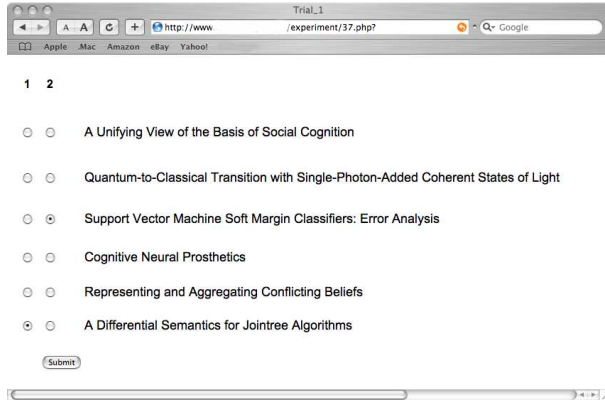 Trial_1
A A C + http://www. /experiment/37.php? Q Google
Apple .Mac Amazon eBay Yahoo!
1 2
A Unifying View of the Basis of Social Cognition
Quantum-to-Classical Transition with Single-Photon-Added Coherent States of Light
Support Vector Machine Soft Margin Classifiers: Error Analysis
Cognitive Neural Prosthetics
Representing and Aggregating Conflicting Beliefs
A Differential Semantics for Jointree Algorithms
Submit